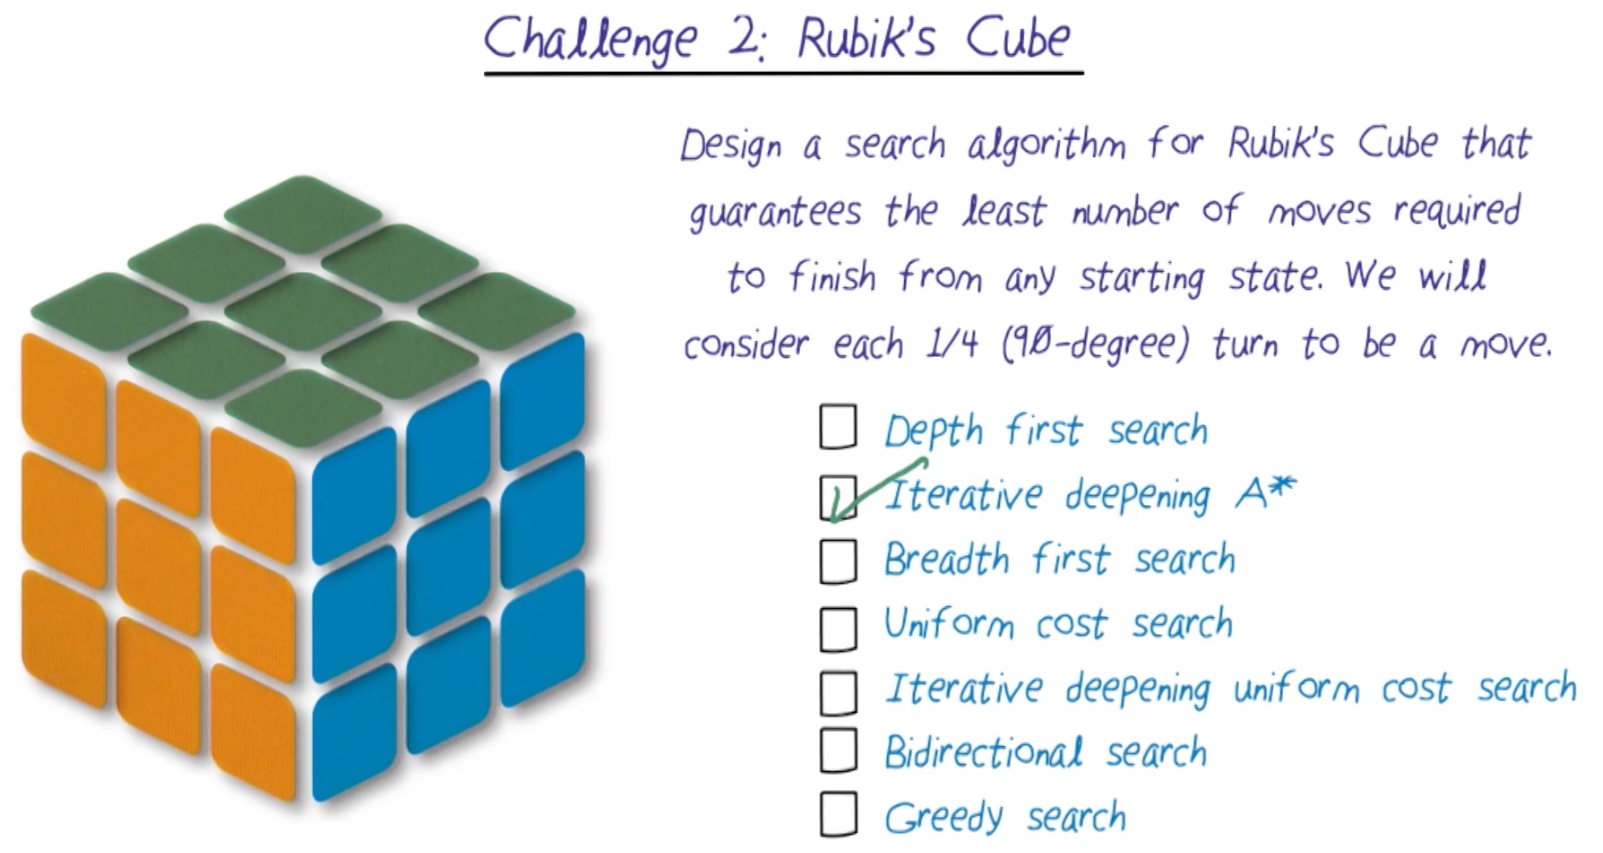 Challenge 2: Rubik's Cube
Design a search algorithm for Rubik's Cube that
guarantees the least number of moves required
to finish from any starting state. We will
consider each 1/4 (90-degree) turn to be a move.
Depth first search
Iterative deepening A*
Breadth first search
Uniform cost search
Iterative deepening uniform cost search
Bidirectional search
Greedy search